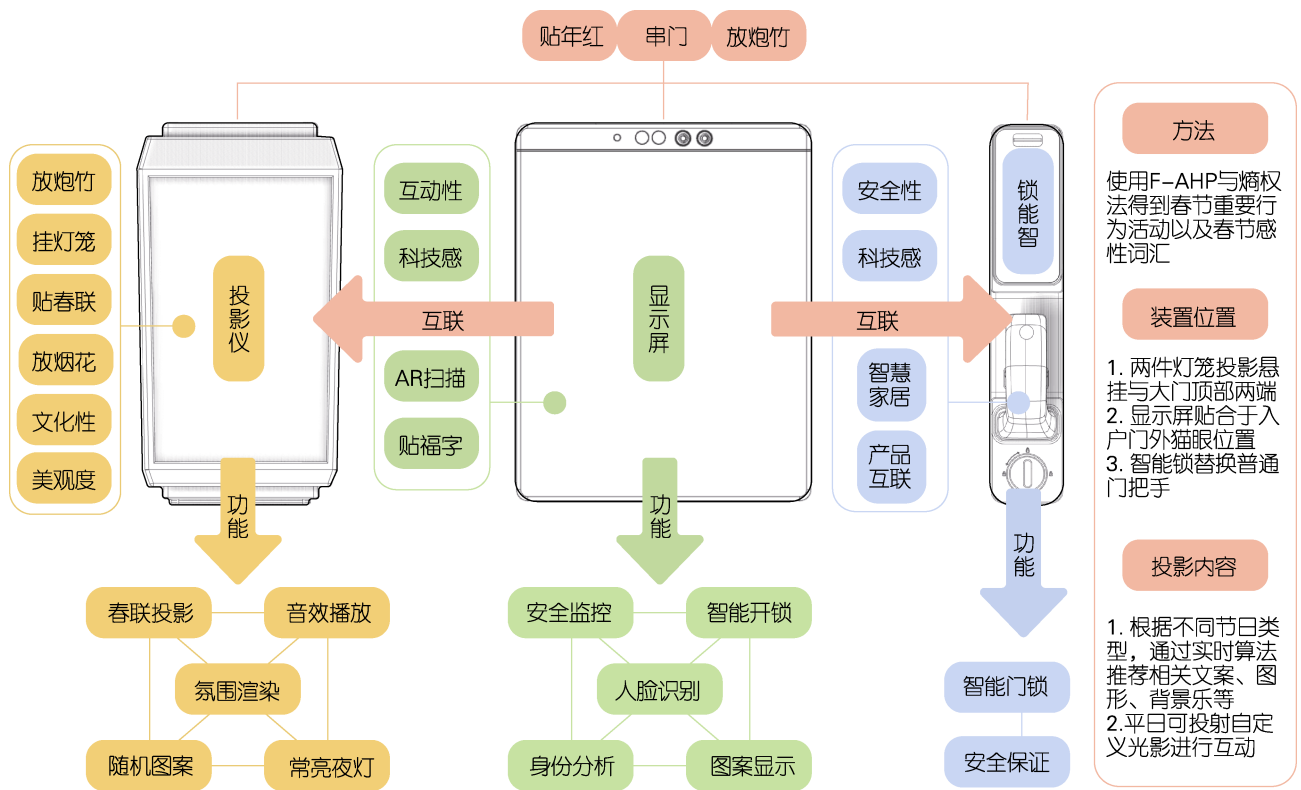 贴年红
串门
放炮竹
放炮竹
挂灯笼
贴春联
放烟花
文化性
美观度
投影仪
功能
春联投影
音效播放
氛围渲染
随机图案
常亮夜灯
互动性
科技感
互联
AR扫描
贴福字
显示屏
功能
安全监控
智能开锁
人脸识别
身份分析
图案显示
安全性
科技感
互联
智慧
家居
产品
互联
锁能智
功能
智能门锁
安全保证
方法
使用F-AHP与熵权
法得到春节重要行
为活动以及春节感
性词汇
装置位置
1. 两件灯笼投影悬
挂与大门顶部两端
2. 显示屏贴合于入
户门外猫眼位置
3. 智能锁替换普通
门把手
投影内容
1. 根据不同节日类
型，通过实时算法
推荐相关文案、图
形、背景乐等
2.平日可投射自定
义光影进行互动